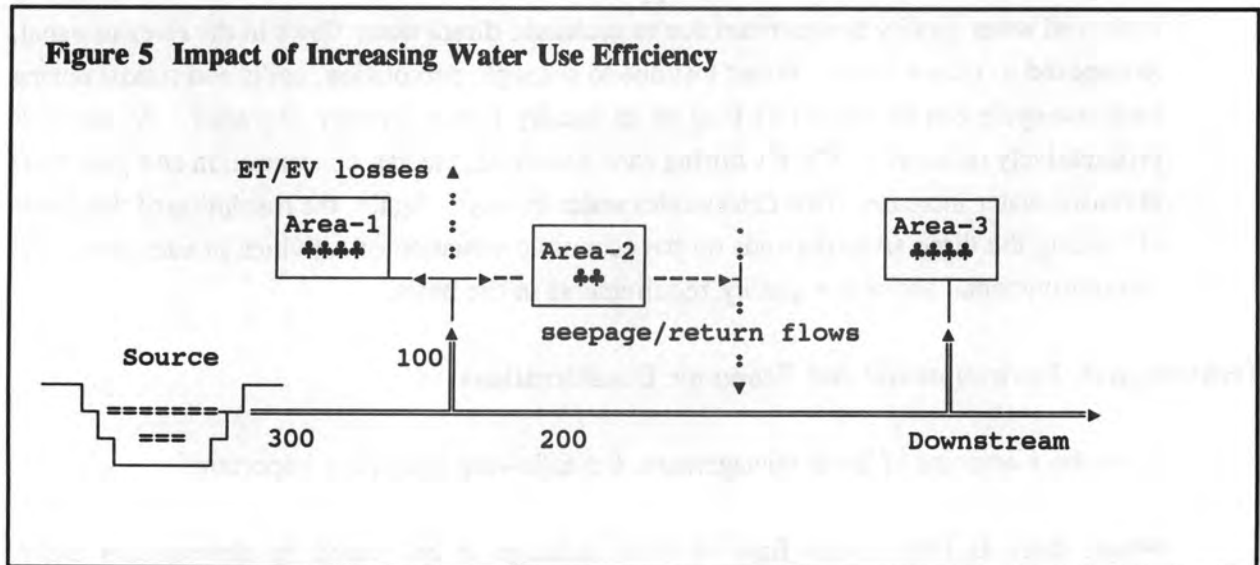 Figure 5 Impact of Increasing Water Use Efficiency
ET/EV losses
Area-1
Area-2
Area-3
seepage/return flows
Source
100
300
200
Downstream